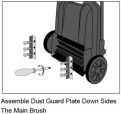 Assemble Dust Guard Plate Down Sides
The Main Brush